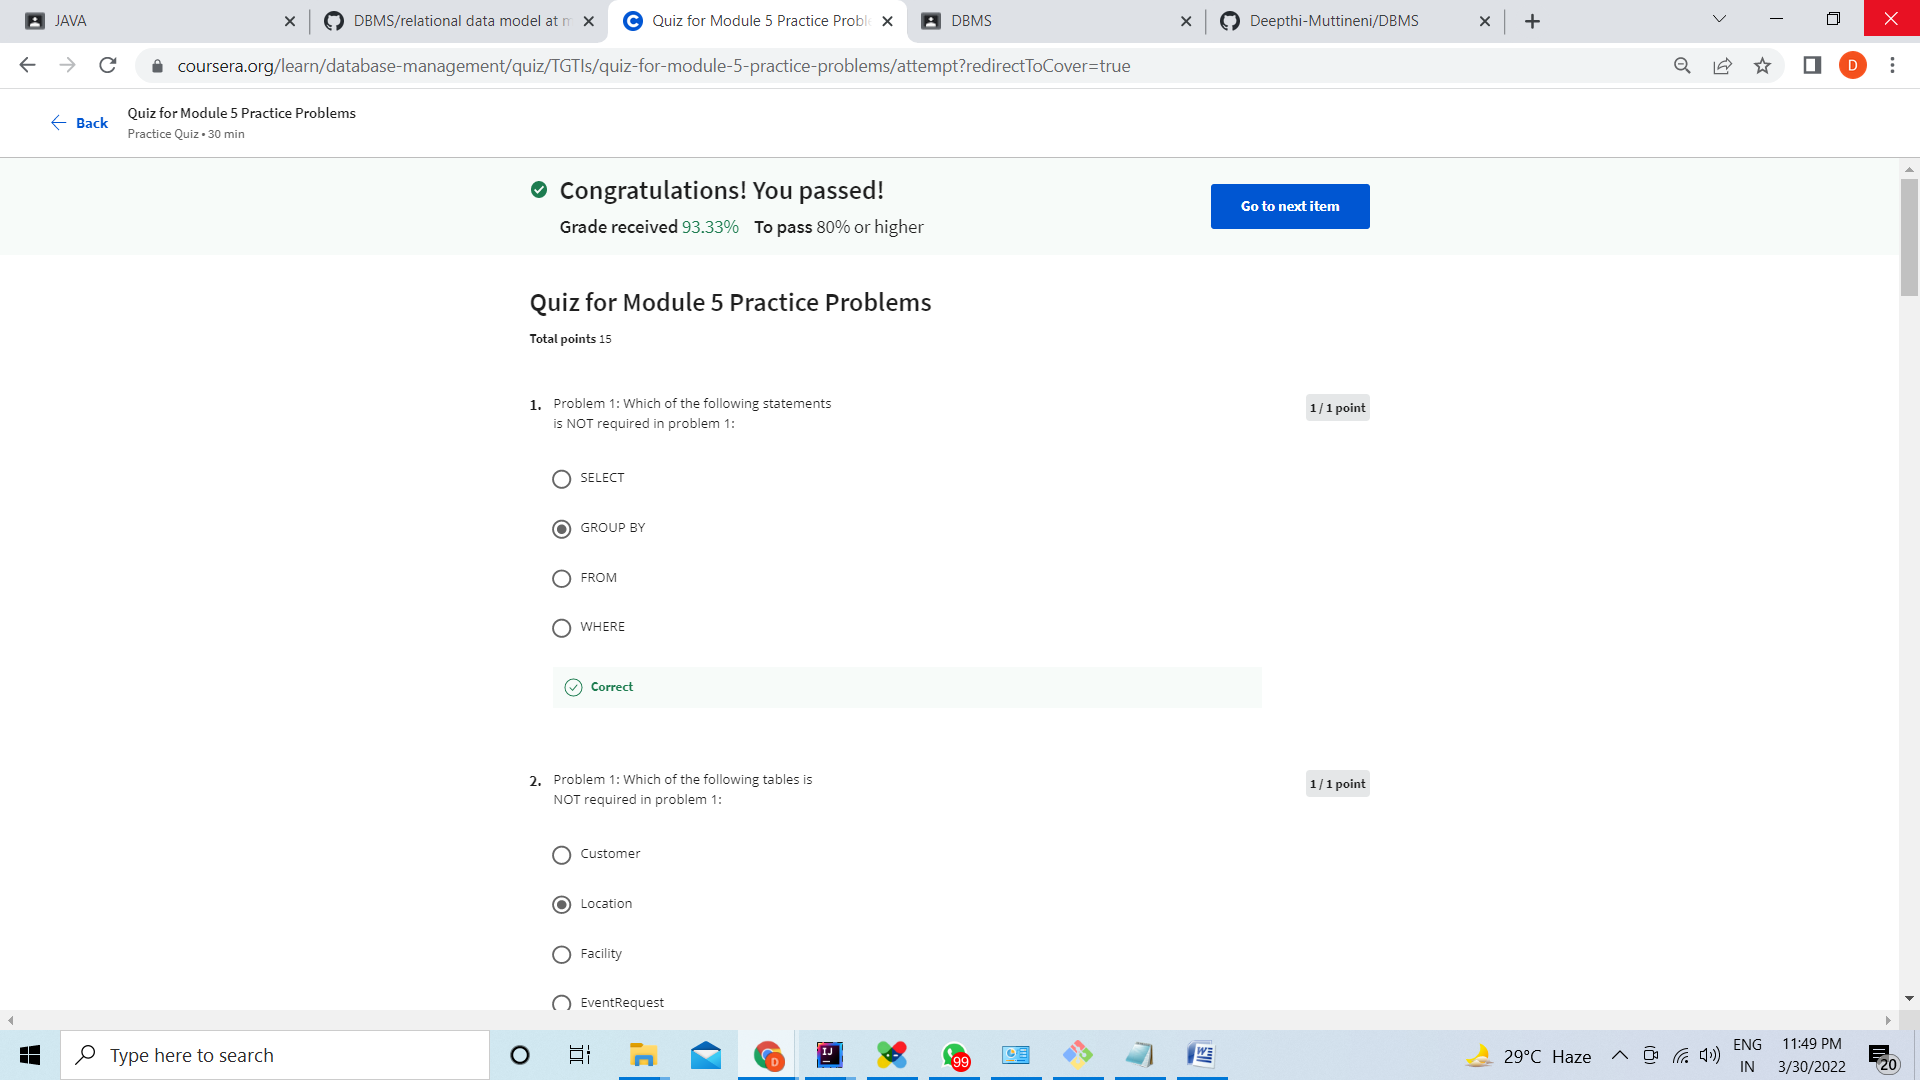 JAVA
DBMS/relational data model at m
Quiz for Module 5 Practice Proble
DBMS
Deepthi-Muttineni/DBMS
coursera.org/learn/database-management/quiz/TGTIs/quiz-for-module-5-practice-problems/attempt?redirectToCover=true
D
Back
Quiz for Module 5 Practice Problems
Practice Quiz • 30 min
Congratulations! You passed!
Grade received 93.33% To pass 80% or higher
Go to next item
Quiz for Module 5 Practice Problems
Total points 15
1. Problem 1: Which of the following statements
is NOT required in problem 1:
1 / 1 point
SELECT
GROUP BY
FROM
WHERE
Correct
2. Problem 1: Which of the following tables is
NOT required in problem 1:
1 / 1 point
Customer
Location
Facility
EventRequest
Type here to search
D
IJ
99
W
29°C Haze
ENG
IN
11:49 PM
3/30/2022
20